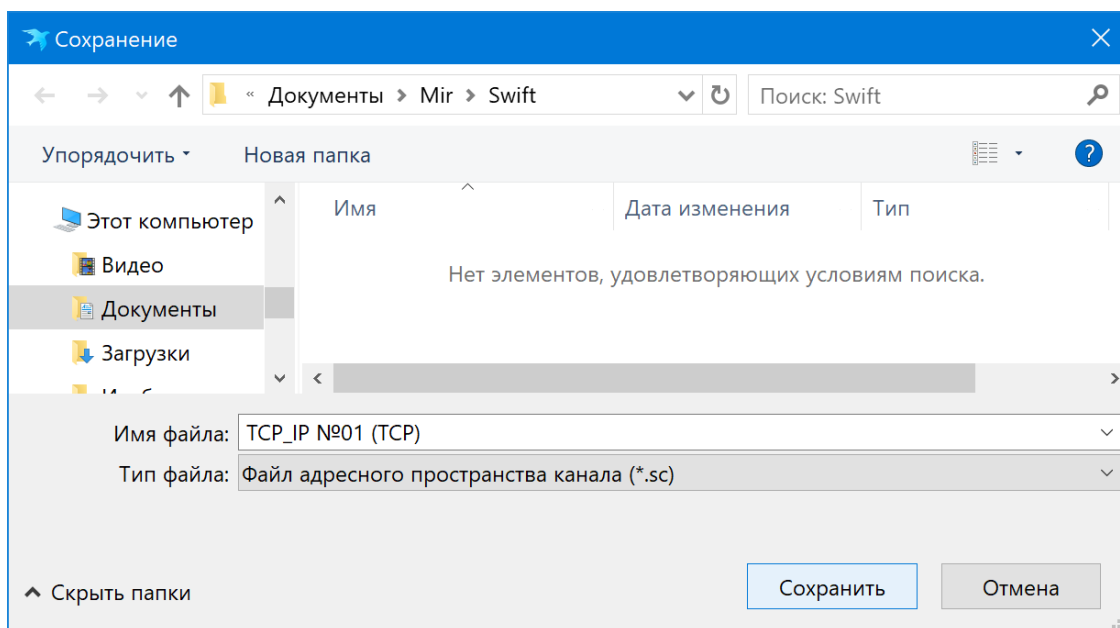 Сохранение
« Документы > Mir > Swift
Поиск: Swift
Упорядочить
Новая папка
Этот компьютер
Видео
Документы
Загрузки
Имя
Дата изменения
Тип
Нет элементов, удовлетворяющих условиям поиска.
Имя файла: TCP_IP №01 (TCP)
Тип файла: Файл адресного пространства канала (*.sc)
Скрыть папки
Сохранить
Отмена